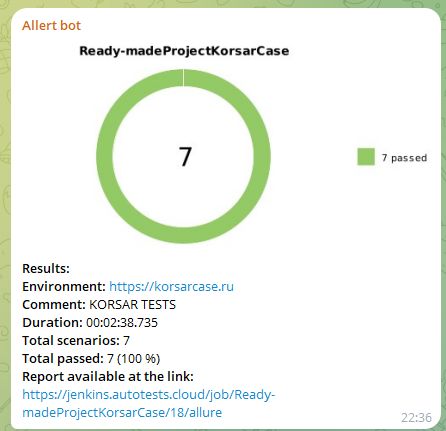 Allert bot
Ready-madeProjectKorsarCase
7
7 passed
Results:
Environment: https://korsarcase.ru
Comment: KORSAR TESTS
Duration: 00:02:38.735
Total scenarios: 7
Total passed: 7 (100 %)
Report available at the link:
https://jenkins.autotests.cloud/job/Ready-
madeProjectKorsarCase/18/allure
22:36